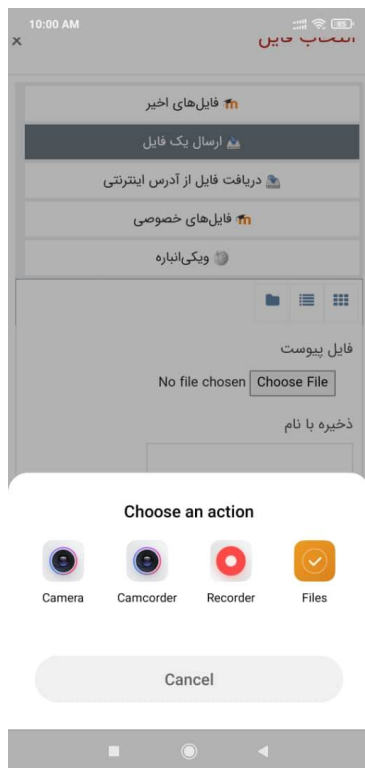 10:00 AM
85
×
انتخاب فایل
فایل‌های اخیر
ارسال یک فایل
دریافت فایل از آدرس اینترنتی
فایل‌های خصوصی
ویکی‌انباره
فایل پیوست
Choose File No file chosen
ذخیره با نام
Choose an action
Camera Camcorder Recorder Files
Cancel